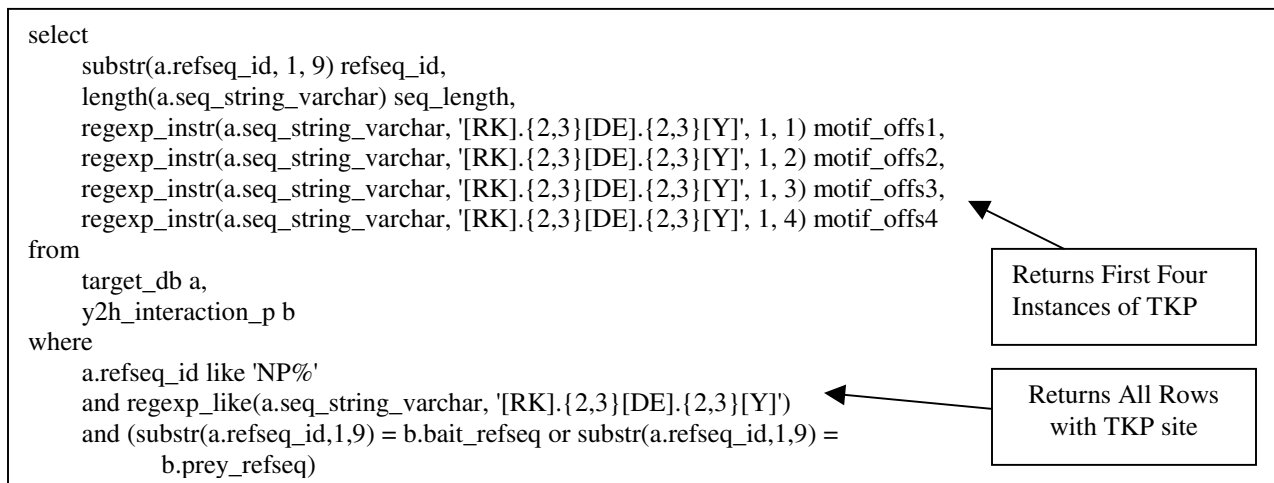 select
substr(a.refseq_id, 1, 9) refseq_id,
length(a.seq_string_varchar) seq_length,
regexp_instr(a.seq_string_varchar, '[RK].{2,3}[DE].{2,3}[Y]', 1, 1) motif_offs1,
regexp_instr(a.seq_string_varchar, '[RK].{2,3}[DE].{2,3}[Y]', 1, 2) motif_offs2,
regexp_instr(a.seq_string_varchar, '[RK].{2,3}[DE].{2,3}[Y]', 1, 3) motif_offs3,
regexp_instr(a.seq_string_varchar, '[RK].{2,3}[DE].{2,3}[Y]', 1, 4) motif_offs4
from
target_db a,
y2h_interaction_p b
where
a.refseq_id like 'NP%'
and regexp_like(a.seq_string_varchar, '[RK].{2,3}[DE].{2,3}[Y]')
and (substr(a.refseq_id,1,9) = b.bait_refseq or substr(a.refseq_id,1,9) =
b.prey_refseq)
Returns First Four
Instances of TKP
Returns All Rows
with TKP site